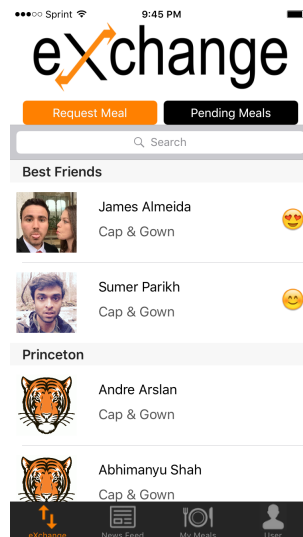 Sprint 9:45 PM
eXchange
Request Meal Pending Meals
Search
Best Friends
James Almeida
Cap & Gown
Sumer Parikh
Cap & Gown
Princeton
Andre Arslan
Cap & Gown
Abhimanyu Shah
Cap & Gown
eXchange News Feed My Meals User